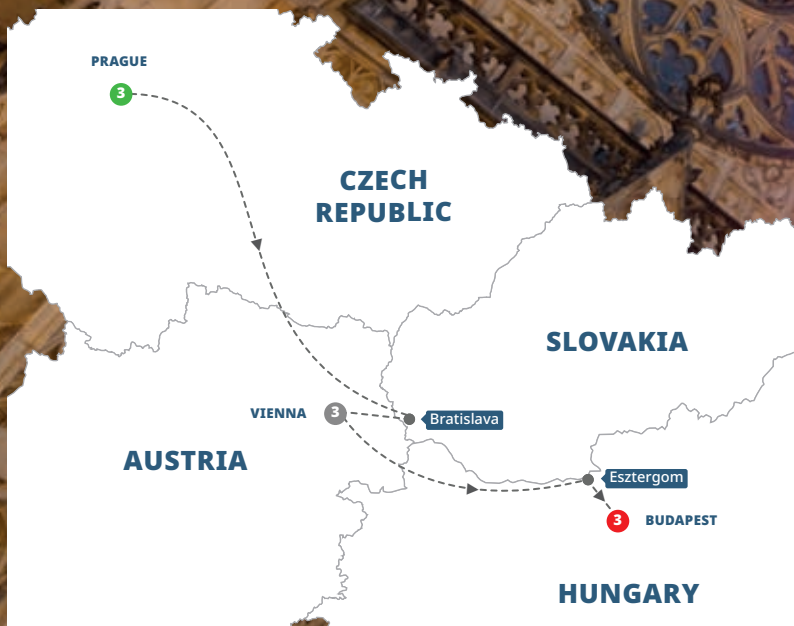 PRAGUE
3
CZECH
REPUBLIC
SLOVAKIA
VIENNA
3
Bratislava
AUSTRIA
Esztergom
3
BUDAPEST
HUNGARY